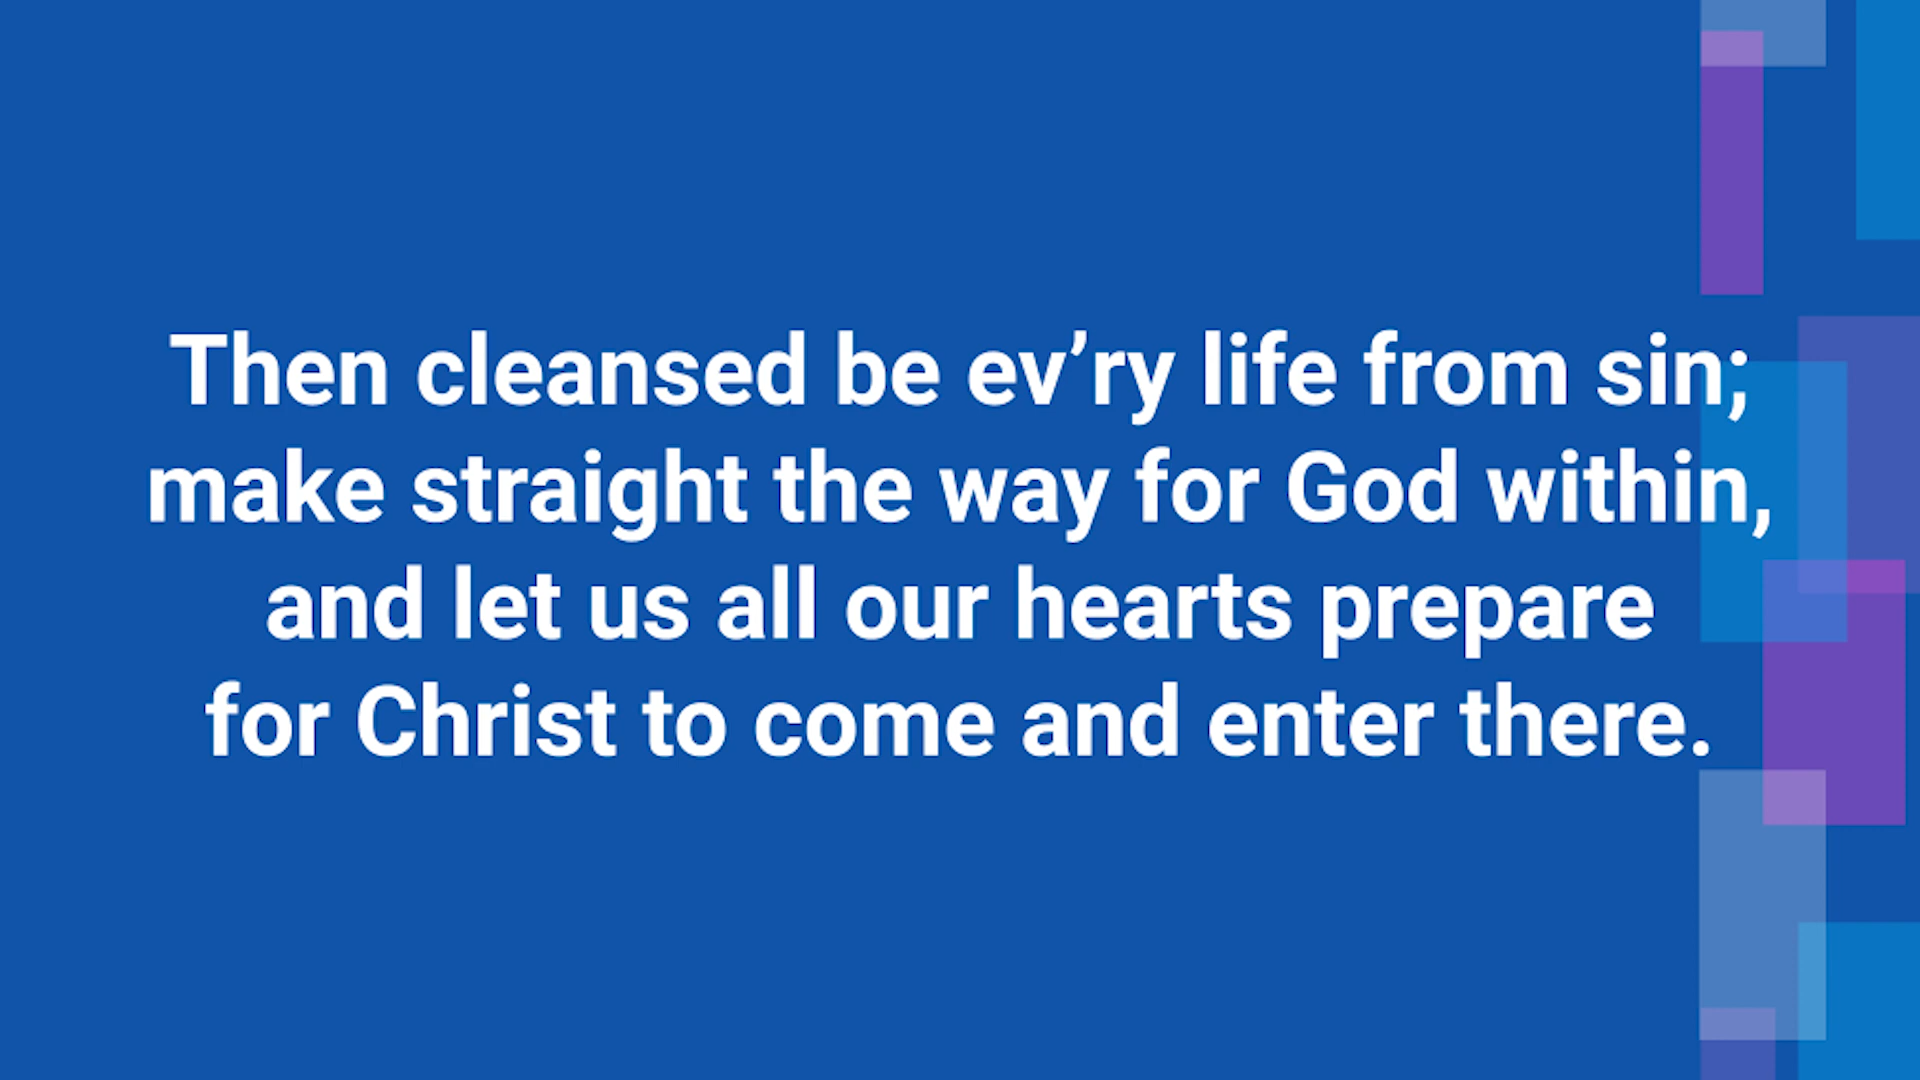 Then cleansed be ev’ry life from sin;
make straight the way for God within,
and let us all our hearts prepare
for Christ to come and enter there.